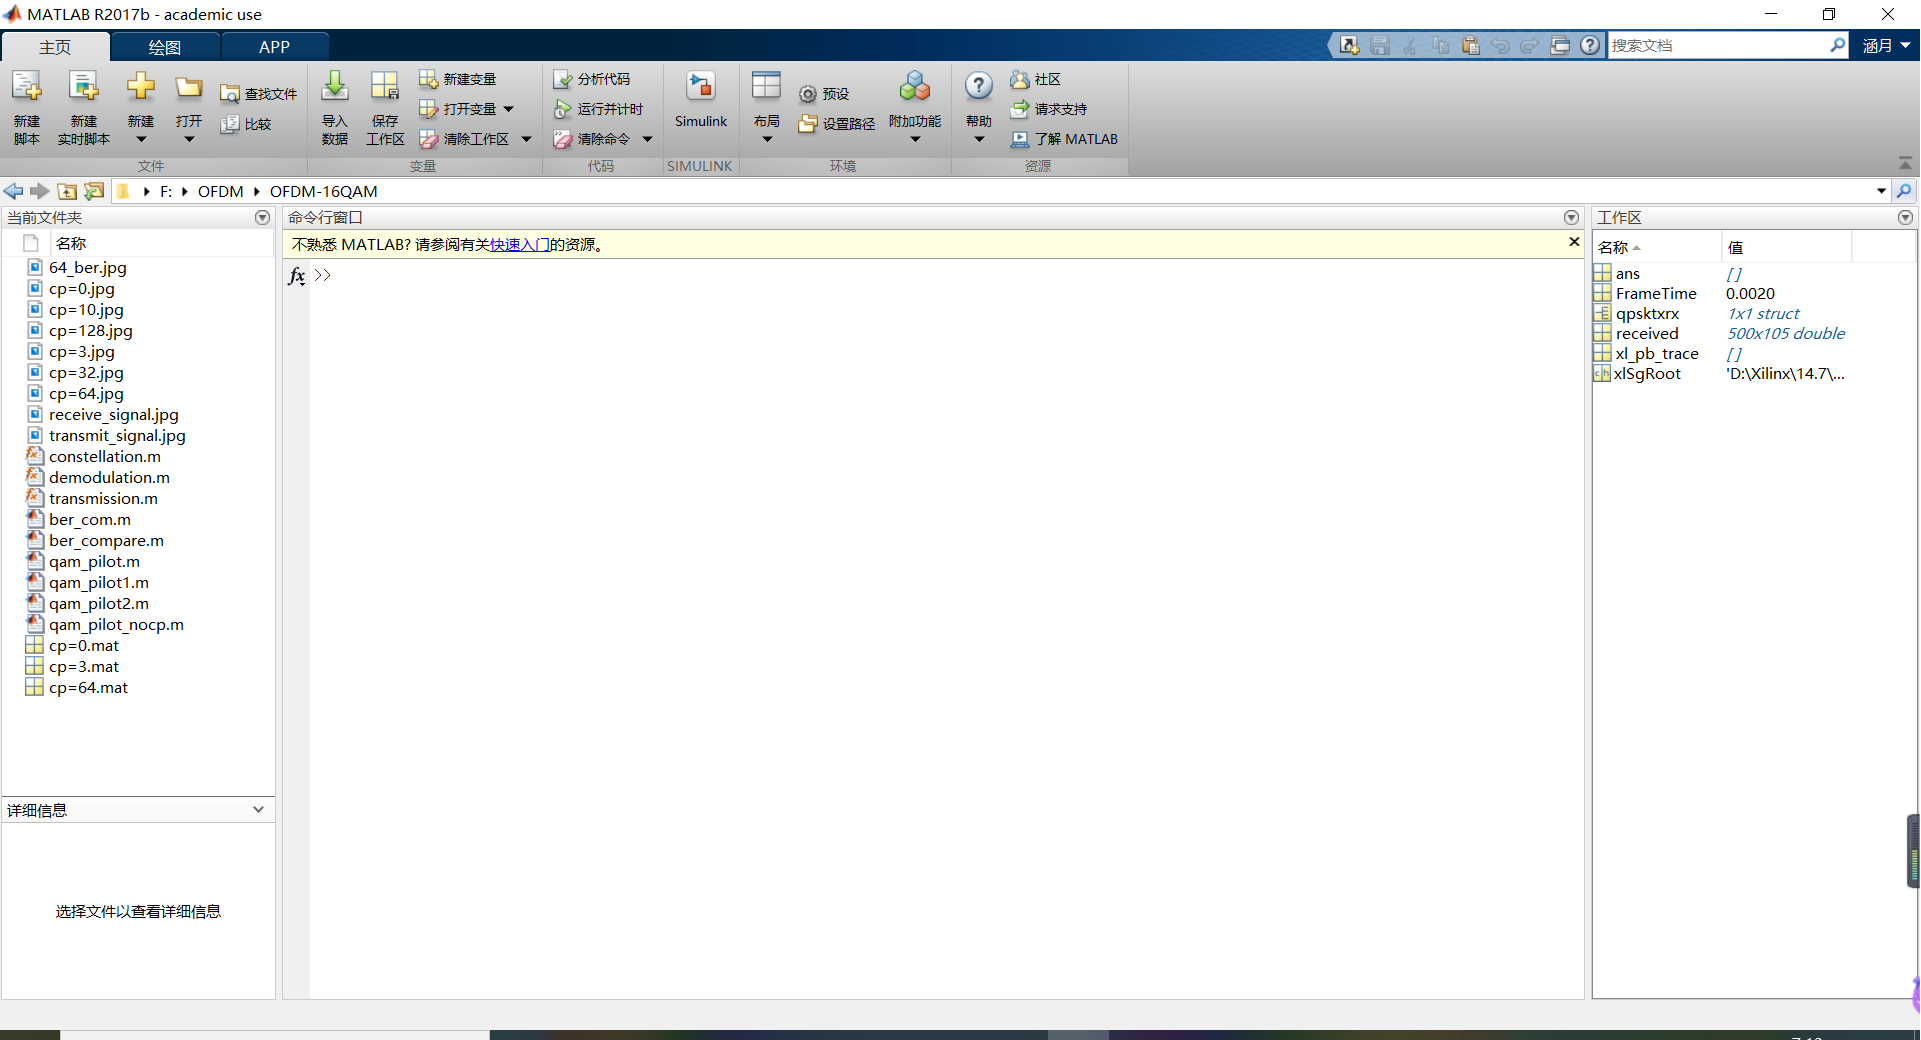 MATLAB R2017b - academic use
主页 绘图 APP 搜索文档 涵月
新建脚本 新建实时脚本 新建 打开 查找文件 比较
导入数据 保存工作区 新建变量 打开变量 清除工作区
分析代码 运行并计时 清除命令
Simulink
布局 预设 设置路径 附加功能
帮助 社区 请求支持 了解 MATLAB
文件 变量 代码 SIMULINK 环境 资源
F: OFDM OFDM-16QAM
当前文件夹
名称
64_ber.jpg
cp=0.jpg
cp=10.jpg
cp=128.jpg
cp=3.jpg
cp=32.jpg
cp=64.jpg
receive_signal.jpg
transmit_signal.jpg
constellation.m
demodulation.m
transmission.m
ber_com.m
ber_compare.m
qam_pilot.m
qam_pilot1.m
qam_pilot2.m
qam_pilot_nocp.m
cp=0.mat
cp=3.mat
cp=64.mat
详细信息
选择文件以查看详细信息
命令行窗口
不熟悉 MATLAB? 请参阅有关快速入门的资源。
fx >>
工作区
名称 值
ans []
FrameTime 0.0020
qpsktxrx 1x1 struct
received 500x105 double
xl_pb_trace []
xlSgRoot 'D:\Xilinx\14.7\...